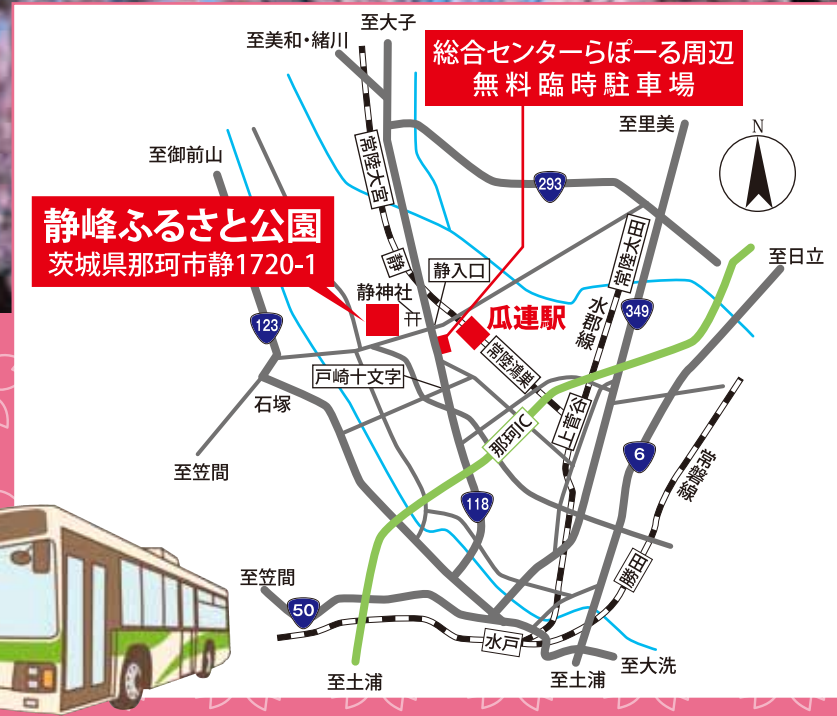 至大子
至美和・緒川
総合センターらぽーる周辺
無料臨時駐車場
至里美
N
至御前山
常陸大宮
293
静峰ふるさと公園
茨城県那珂市静1720-1
静
静入口
常陸太田
至日立
静神社
瓜連駅
水郡線
349
123
常陸鴻巣
戸崎十文字
石塚
上菅谷
那珂IC
6
常磐線
至笠間
118
勝田
至笠間
50
水戸
至大洗
至土浦
至土浦